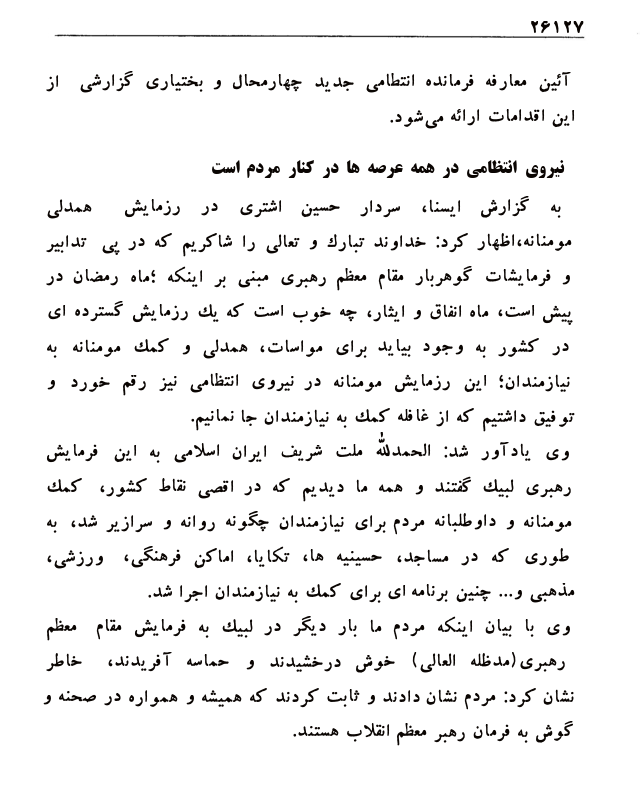 ۲۶۱۲۷
آئین معارفه فرمانده انتظامی جدید چهارمحال و بختیاری گزارشی از
این اقدامات ارائه می‌شود.
نیروی انتظامی در همه عرصه ها در کنار مردم است
به گزارش ایسنا، سردار حسین اشتری در رزمایش همدلی
مومنانه،اظهار کرد: خداوند تبارك و تعالی را شاکریم که در پی تدابیر
و فرمایشات گوهربار مقام معظم رهبری مبنی بر اینکه ؛ماه رمضان در
پیش است، ماه انفاق و ایثار، چه خوب است که یك رزمایش گسترده ای
در کشور به وجود بیاید برای مواسات، همدلی و کمك مومنانه به
نیازمندان؛ این رزمایش مومنانه در نیروی انتظامی نیز رقم خورد و
توفیق داشتیم که از غافله کمك به نیازمندان جا نمانیم.
وی یادآور شد: الحمدلله ملت شریف ایران اسلامی به این فرمایش
رهبری لبیك گفتند و همه ما دیدیم که در اقصی نقاط کشور، کمك
مومنانه و داوطلبانه مردم برای نیازمندان چگونه روانه و سرازیر شد، به
طوری که در مساجد، حسینیه ها، تکایا، اماکن فرهنگی، ورزشی،
مذهبی و... چنین برنامه ای برای کمك به نیازمندان اجرا شد.
وی با بیان اینکه مردم ما بار دیگر در لبیك به فرمایش مقام معظم
رهبری(مدظله العالی) خوش درخشیدند و حماسه آفریدند، خاطر
نشان کرد: مردم نشان دادند و ثابت کردند که همیشه و همواره در صحنه و
گوش به فرمان رهبر معظم انقلاب هستند.